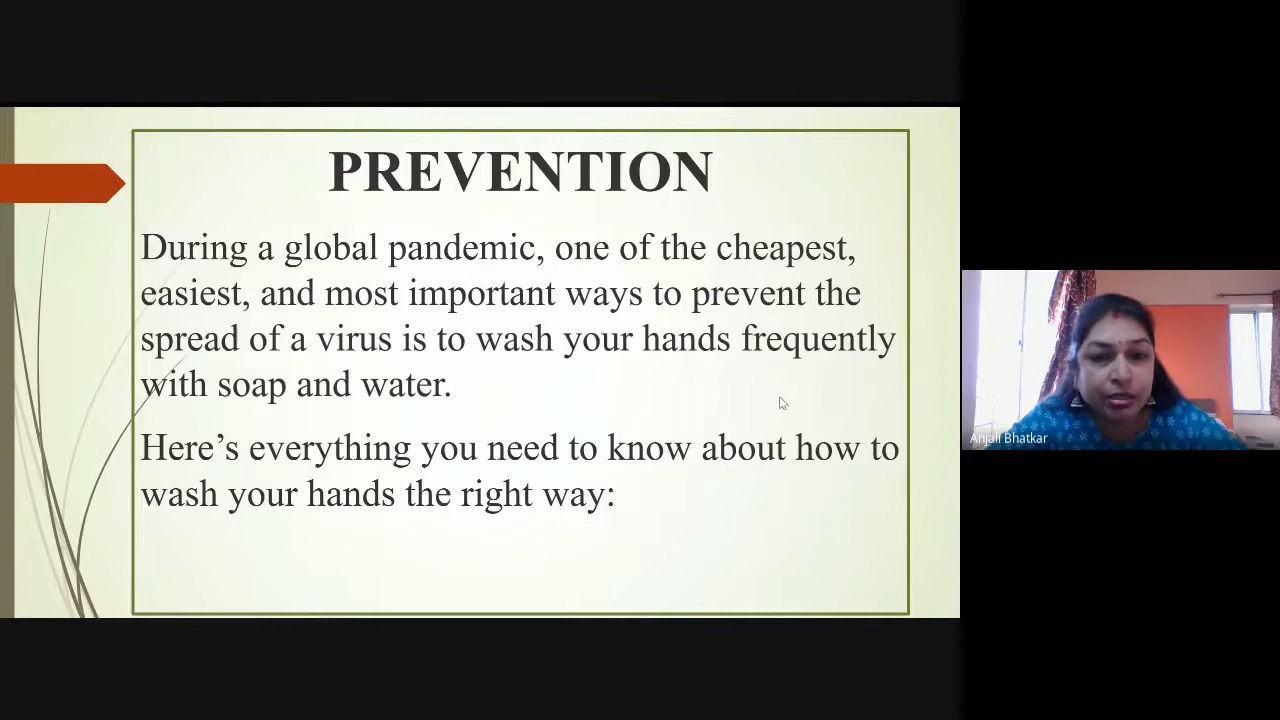 PREVENTION
During a global pandemic, one of the cheapest,
easiest, and most important ways to prevent the
spread of a virus is to wash your hands frequently
with soap and water.
Here’s everything you need to know about how to
wash your hands the right way:
Anjali Bhatkar